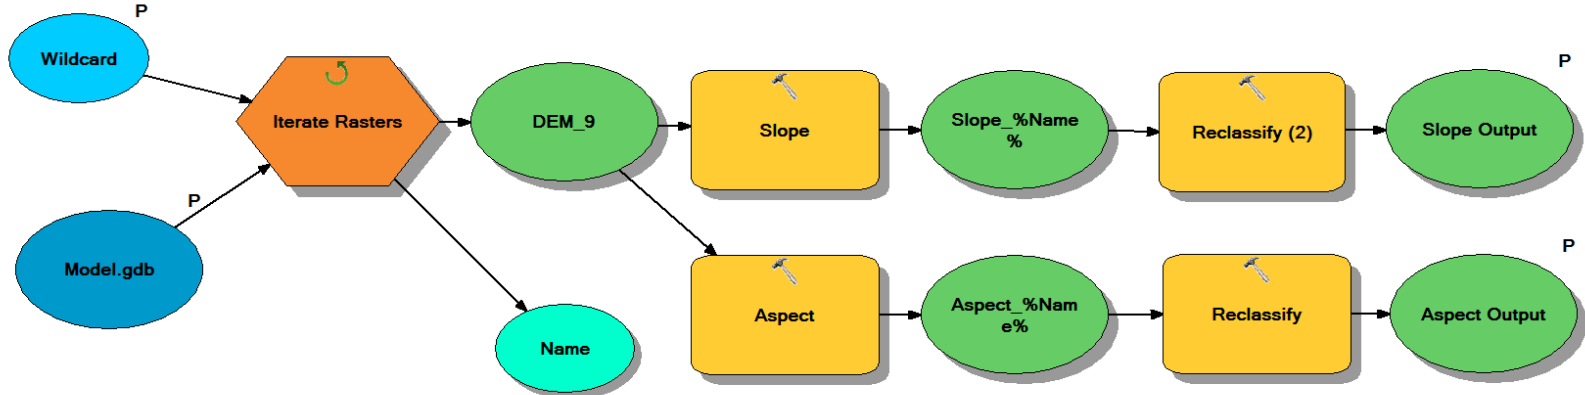 P
Wildcard
P
Model.gdb
Iterate Rasters
DEM_9
Name
Slope
Slope_%Name
%
Reclassify (2)
P
Slope Output
Aspect
Aspect_%Nam
e%
Reclassify
P
Aspect Output